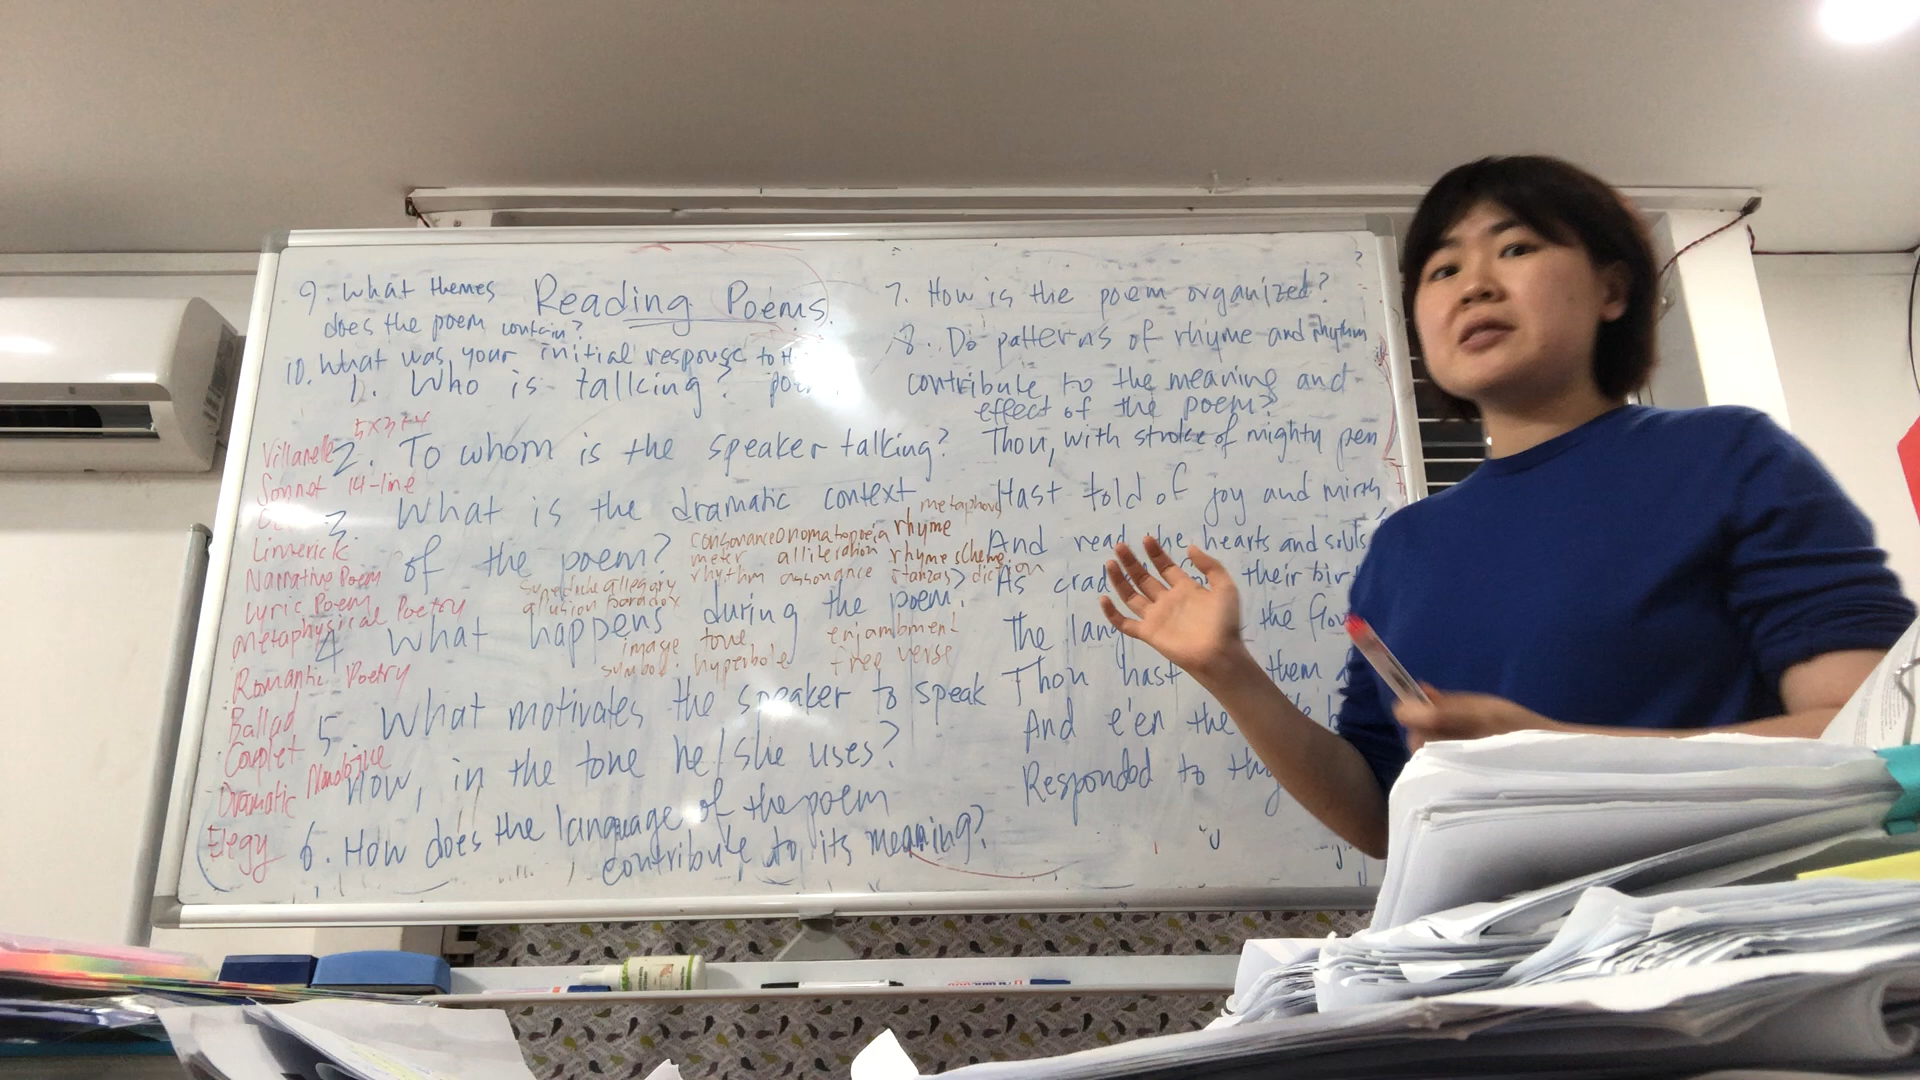 Reading Poems
9. What themes
does the poem contain?
10. What was your initial response to
1. Who is talking?
2. To whom is the speaker talking?
3. What is the dramatic context
of the poem?
4 What happens during the poem?
5. What motivates the speaker to speak
Now, in the tone he/she uses?
6. How does the language of the poem
contribute to its meaning?
7. How is the poem organized?
8. Do patterns of rhyme and rhythm
contribute to the meaning and
effect of the poem?
Thou, with stroke of mighty pen
Hast told of joy and mirth,
And read the hearts and souls
As their
The the
Thou hast them
And e'en the
Responded to
Villanelle 5x3+4
Sonnet 14-line
Limerick
Narrative Poem
Lyric Poem
Metaphysical Poetry
Romantic Poetry
Ballad
Couplet
Dramatic Monologue
Elegy
metaphor
consonance onomatopoeia rhyme
meter alliteration rhyme scheme
rhythm assonance stanzas diction
allegory
allusion paradox
image tone enjambment
symbol hyperbole free verse